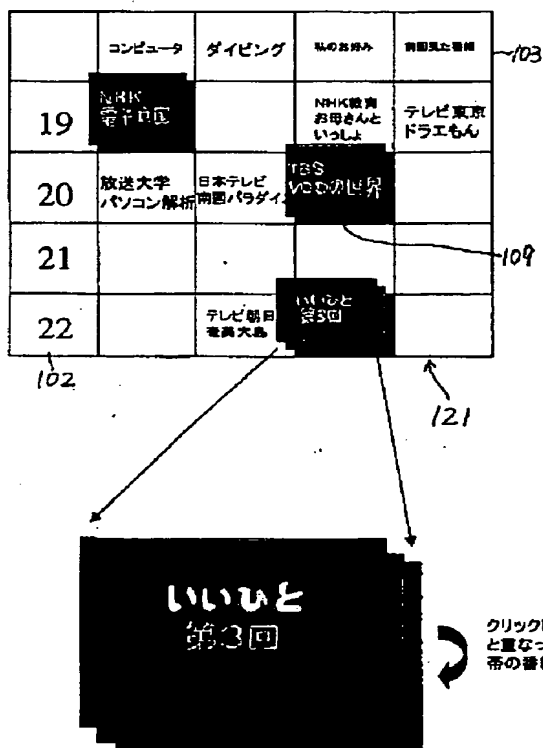 コンピュータ
ダイビング
私のお好み
前回見た番組
103
19
NHK
電子立国
NHK教育
お母さんと
いっしょ
テレビ東京
ドラえもん
20
放送大学
パソコン解析
日本テレビ
南国パラダイ
TBS
の世界
109
21
22
テレビ朝日
奄美大島
いいひと
第3回
102
121
いいひと
第3回
クリック
と重なっ
帯の番